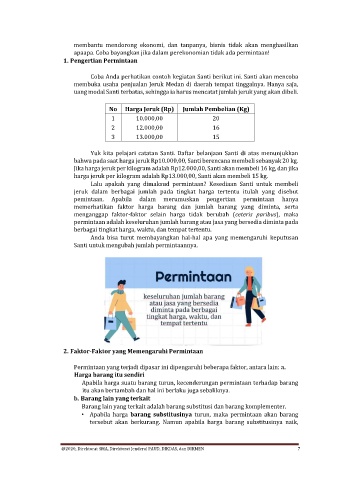 membantu mendorong ekonomi, dan tanpanya, bisnis tidak akan menghasilkan
apaapa. Coba bayangkan jika dalam perekonomian tidak ada permintaan!
1. Pengertian Permintaan
Coba Anda perhatikan contoh kegiatan Santi berikut ini. Santi akan mencoba
membuka usaha penjualan Jeruk Medan di daerah tempat tinggalnya. Hanya saja,
uang modal Santi terbatas, sehingga ia harus mencatat jumlah jeruk yang akan dibeli.
No Harga Jeruk (Rp) Jumlah Pembelian (Kg)
1 10.000,00 20
2 12.000,00 16
3 13.000,00 15
Yuk kita pelajari catatan Santi. Daftar belanjaan Santi di atas menunjukkan
bahwa pada saat harga jeruk Rp10.000,00, Santi berencana membeli sebanyak 20 kg,
Jika harga jeruk per kilogram adalah Rp12.000,00, Santi akan membeli 16 kg, dan jika
harga jeruk per kilogram adalah Rp13.000,00, Santi akan membeli 15 kg.
Lalu apakah yang dimaksud permintaan? Kesediaan Santi untuk membeli
jeruk dalam berbagai jumlah pada tingkat harga tertentu itulah yang disebut
pemintaan. Apabila dalam merumuskan pengertian permintaan hanya
memerhatikan faktor harga barang dan jumlah barang yang diminta, serta
menganggap faktor-faktor selain harga tidak berubah (ceteris paribus), maka
permintaan adalah keseluruhan jumlah barang atau jasa yang bersedia diminta pada
berbagai tingkat harga, waktu, dan tempat tertentu.
Anda bisa turut membayangkan hal-hal apa yang memengaruhi keputusan
Santi untuk mengubah jumlah permintaannya.
Permintaan
keseluruhan jumlah barang
atau jasa yang bersedia
diminta pada berbagai
tingkat harga, waktu, dan
tempat tertentu
2. Faktor-Faktor yang Memengaruhi Permintaan
Permintaan yang terjadi dipasar ini dipengaruhi beberapa faktor, antara lain: a.
Harga barang itu sendiri
Apabila harga suatu barang turun, kecenderungan permintaan terhadap barang
itu akan bertambah dan hal ini berlaku juga sebaliknya.
b. Barang lain yang terkait
Barang lain yang terkait adalah barang substitusi dan barang komplementer.
• Apabila harga barang substitusinya turun, maka permintaan akan barang
tersebut akan berkurang. Namun apabila harga barang substitusinya naik,
@2020, Direktorat SMA, Direktorat Jenderal PAUD, DIKDAS, dan DIKMEN 7